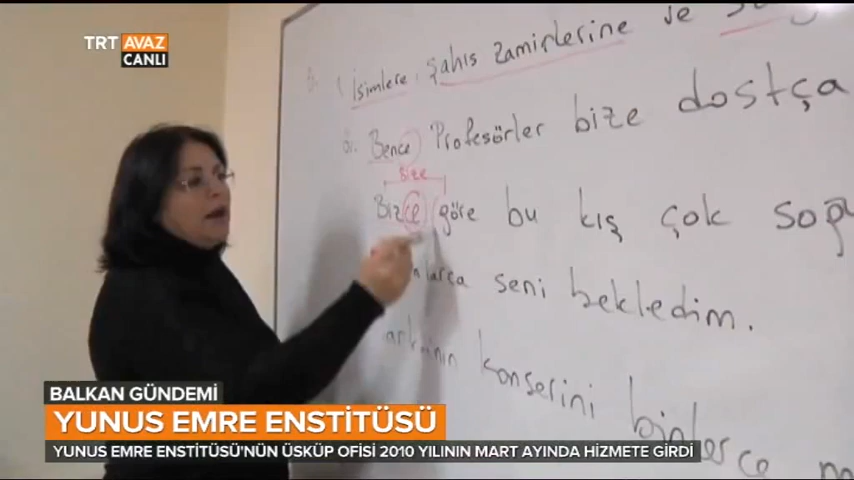 TRT AVAZ
CANLI
İsimlere, Şahıs Zamirlerine ve
Bence Profesörler bize dostça
Bize
Bizce göre bu kış çok
seni bekledim.
konserini binlerce
BALKAN GÜNDEMİ
YUNUS EMRE ENSTİTÜSÜ
YUNUS EMRE ENSTİTÜSÜ'NÜN ÜSKÜP OFİSİ 2010 YILININ MART AYINDA HİZMETE GİRDİ